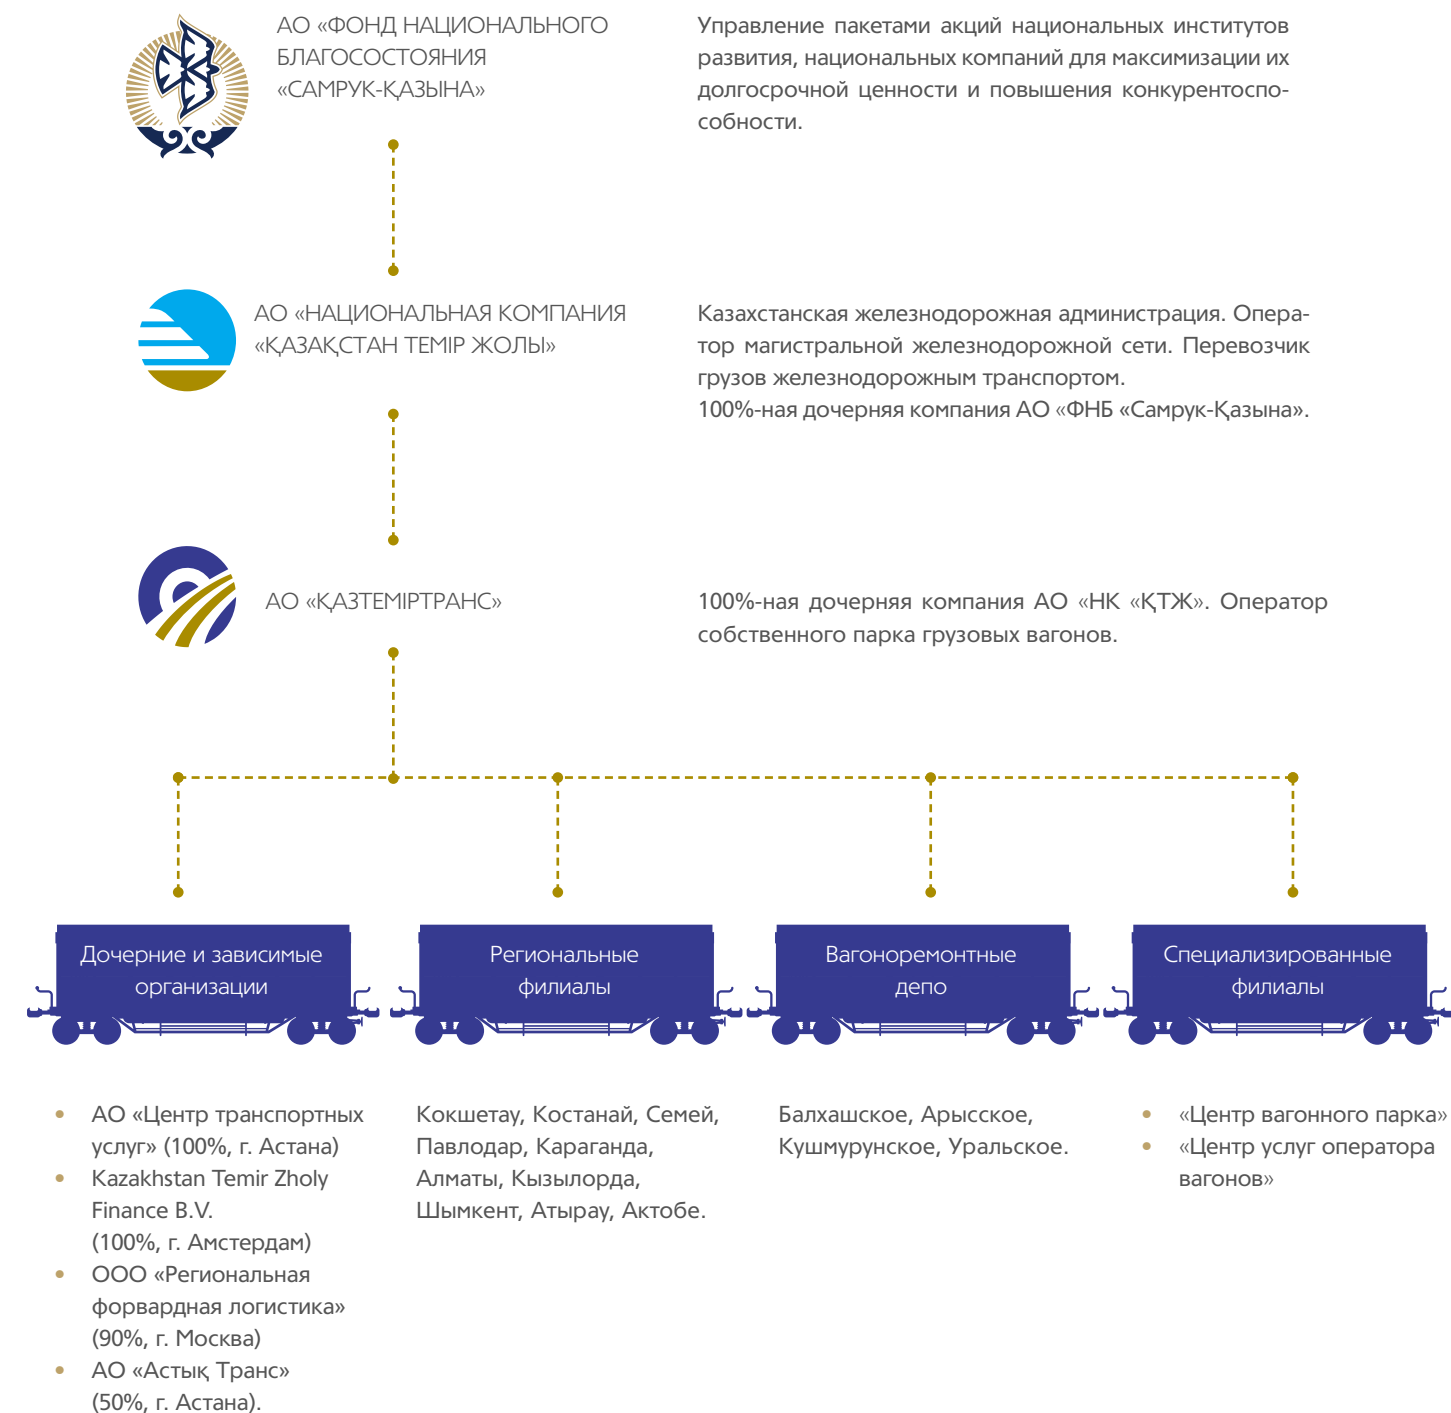 АО «ФОНД НАЦИОНАЛЬНОГО
БЛАГОСОСТОЯНИЯ
«САМРУК-ҚАЗЫНА»
Управление пакетами акций национальных институтов
развития, национальных компаний для максимизации их
долгосрочной ценности и повышения конкурентоспо-
собности.
АО «НАЦИОНАЛЬНАЯ КОМПАНИЯ
«ҚАЗАҚСТАН ТЕМІР ЖОЛЫ»
Казахстанская железнодорожная администрация. Опера-
тор магистральной железнодорожной сети. Перевозчик
грузов железнодорожным транспортом.
100%-ная дочерняя компания АО «ФНБ «Самрук-Қазына».
АО «ҚАЗТЕМІРТРАНС»
100%-ная дочерняя компания АО «НК «ҚТЖ». Оператор
собственного парка грузовых вагонов.
Дочерние и зависимые
организации
Региональные
филиалы
Вагоноремонтные
депо
Специализированные
филиалы
• АО «Центр транспортных
услуг» (100%, г. Астана)
• Kazakhstan Temir Zholy
Finance B.V.
(100%, г. Амстердам)
• ООО «Региональная
форвардная логистика»
(90%, г. Москва)
• АО «Астық Транс»
(50%, г. Астана).
Кокшетау, Костанай, Семей,
Павлодар, Караганда,
Алматы, Кызылорда,
Шымкент, Атырау, Актобе.
Балхашское, Арысское,
Кушмурунское, Уральское.
• «Центр вагонного парка»
• «Центр услуг оператора
вагонов»